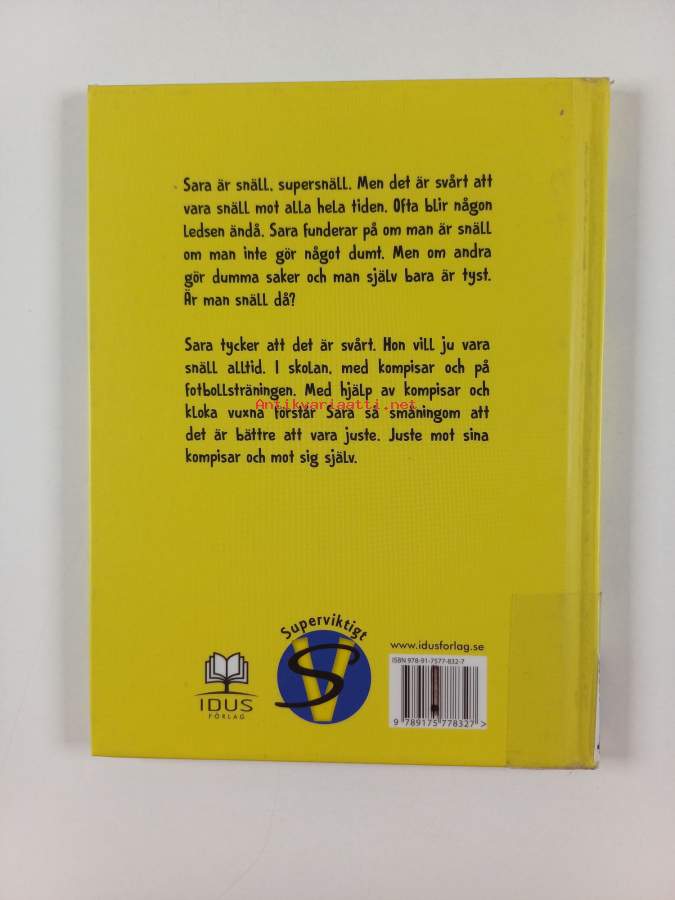 Sara är snäll, supersnäll. Men det är svårt att
vara snäll mot alla hela tiden. Ofta blir någon
ledsen ändå. Sara funderar på om man är snäll
om man inte gör något dumt. Men om andra
gör dumma saker och man själv bara är tyst.
Är man snäll då?
Sara tycker att det är svårt. Hon vill ju vara
snäll alltid. I skolan, med kompisar och på
fotbollsträningen. Med hjälp av kompisar och
Antikvariaatti.net
kloka vuxna förstår Sara så småningom att
det är bättre att vara juste. Juste mot sina
kompisar och mot sig själv.
Superviktigt
SV
IDUS
FÖRLAG
www.idusforlag.se
ISBN 978-91-7577-832-7
9 789175 778327 >